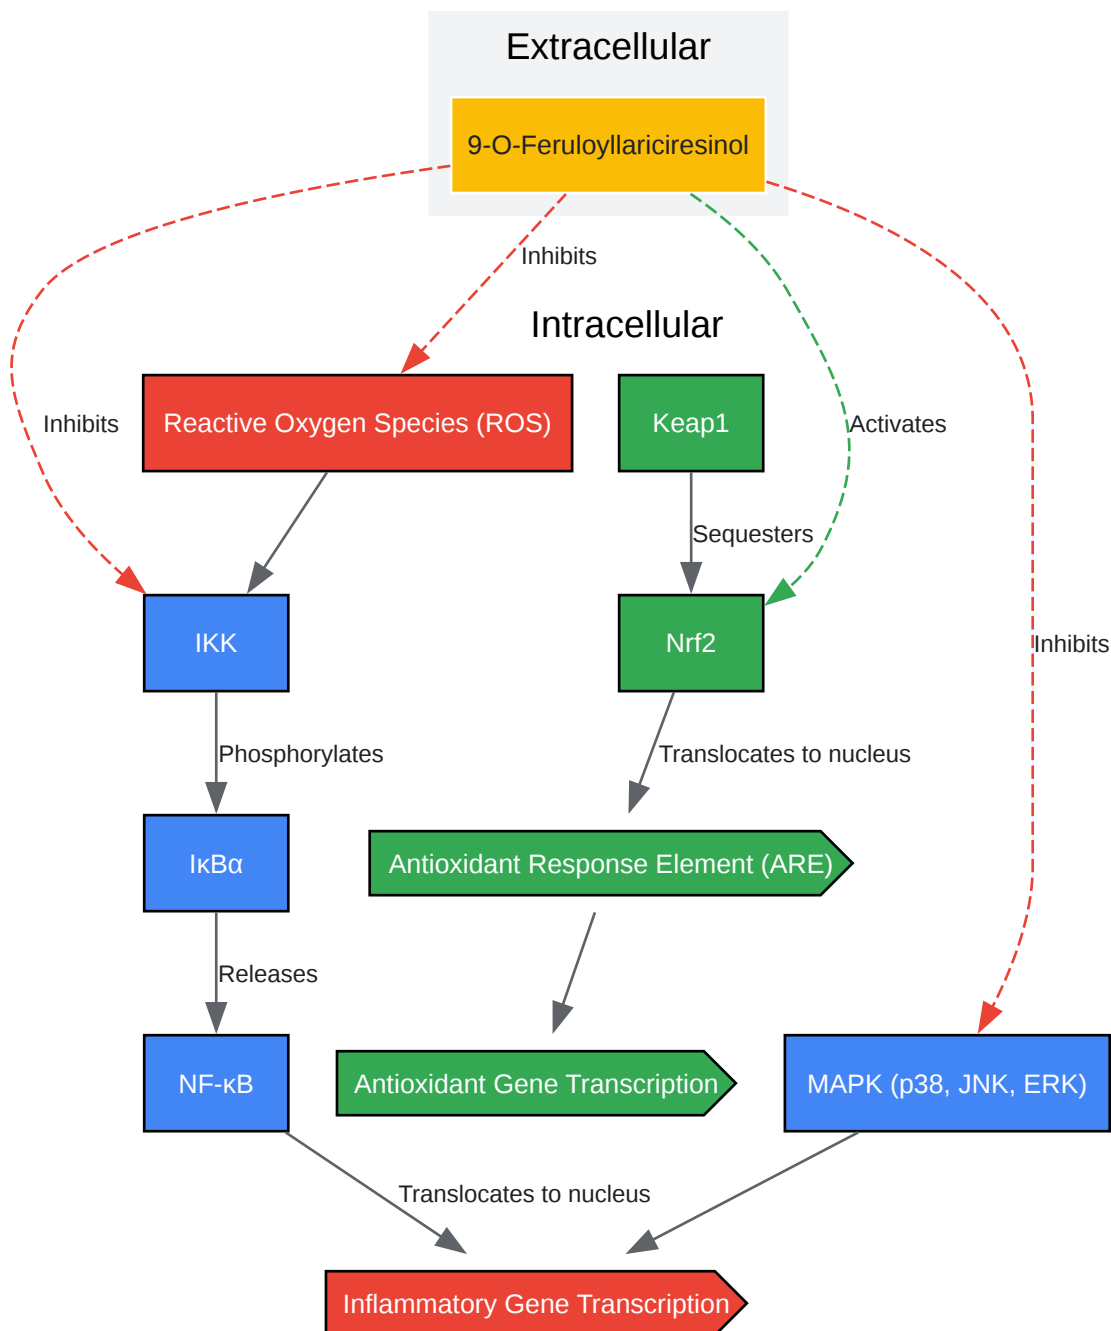 Extracellular
9-O-Feruloyllariciresinol
Inhibits
Intracellular
Inhibits
Reactive Oxygen Species (ROS)
Keap1
Activates
Sequesters
IKK
Nrf2
Inhibits
Phosphorylates
Translocates to nucleus
IκBα
Antioxidant Response Element (ARE)
Releases
NF-κB
Antioxidant Gene Transcription
MAPK (p38, JNK, ERK)
Translocates to nucleus
Inflammatory Gene Transcription